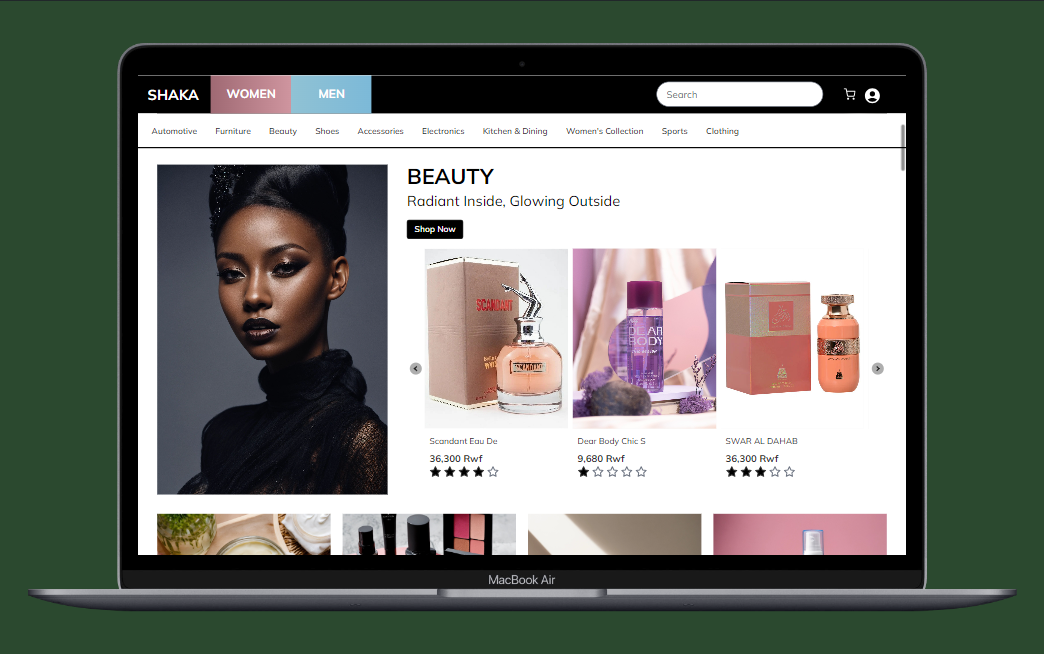 SHAKA WOMEN MEN Search
Automotive Furniture Beauty Shoes Accessories Electronics Kitchen & Dining Women's Collection Sports Clothing
BEAUTY
Radiant Inside, Glowing Outside
Shop Now
SCANDANT
SCANDANT
DEAR
BODY
Scandant Eau De
36,300 Rwf
Dear Body Chic S
9,680 Rwf
SWAR AL DAHAB
36,300 Rwf
MacBook Air